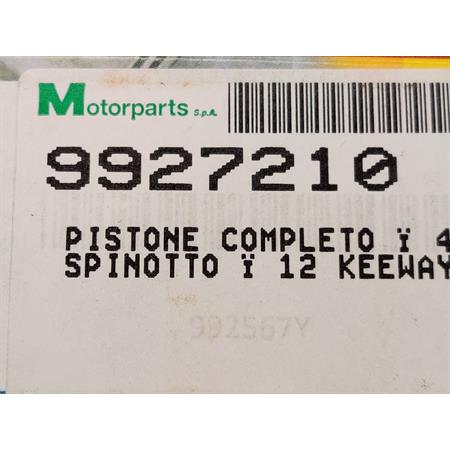 Motorparts S.p.A.
9927210
PISTONE COMPLETO ï 4
SPINOTTO ï 12 KEEWAY
992567Y